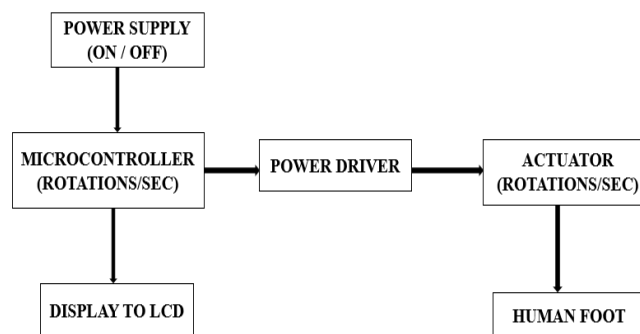 POWER SUPPLY
(ON / OFF)
MICROCONTROLLER
(ROTATIONS/SEC)
POWER DRIVER
ACTUATOR
(ROTATIONS/SEC)
DISPLAY TO LCD
HUMAN FOOT